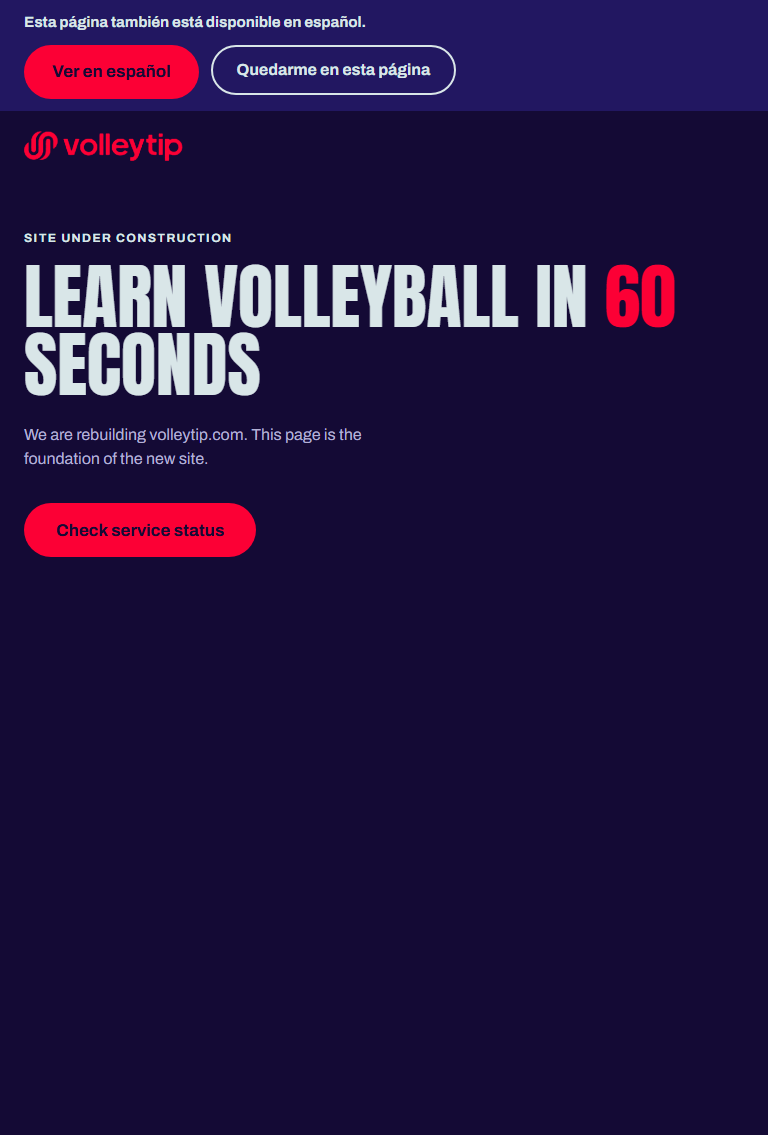 Esta página también está disponible en español.
Ver en español
Quedarme en esta página
volleytip
SITE UNDER CONSTRUCTION
LEARN VOLLEYBALL IN 60
SECONDS
We are rebuilding volleytip.com. This page is the
foundation of the new site.
Check service status